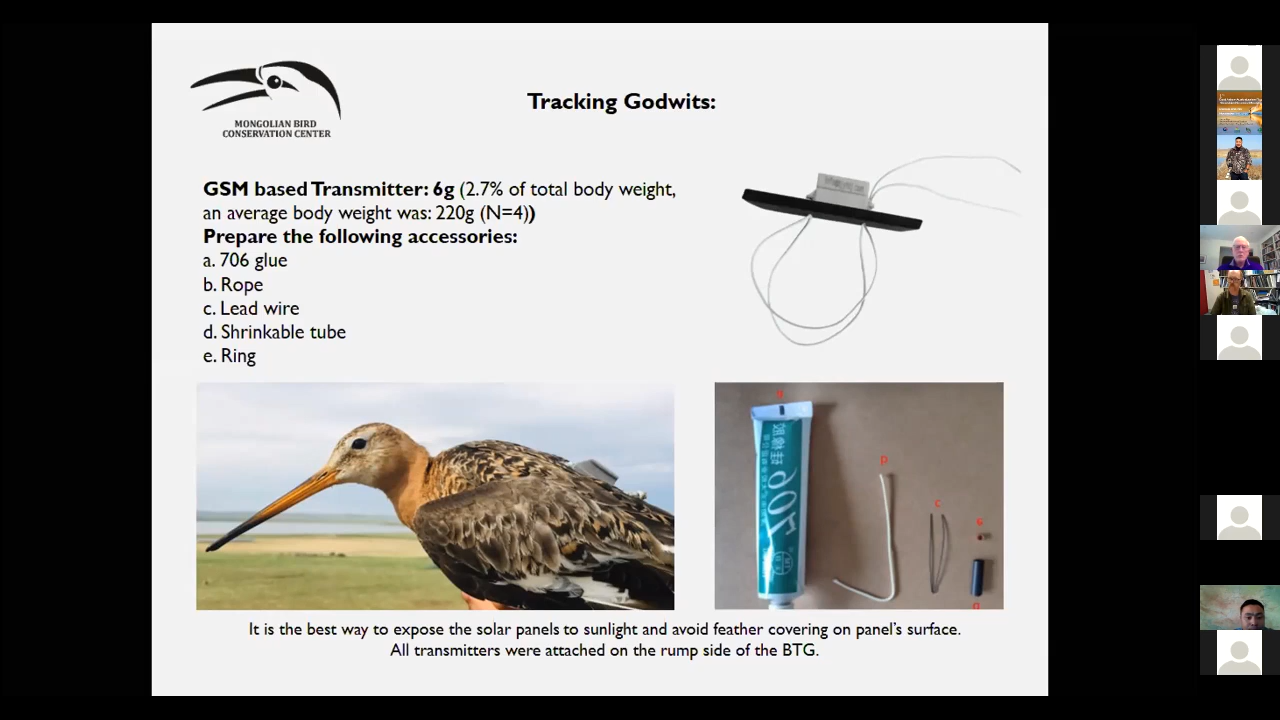 MONGOLIAN BIRD
CONSERVATION CENTER
Tracking Godwits:
GSM based Transmitter: 6g (2.7% of total body weight,
an average body weight was: 220g (N=4))
Prepare the following accessories:
a. 706 glue
b. Rope
c. Lead wire
d. Shrinkable tube
e. Ring
706
c
It is the best way to expose the solar panels to sunlight and avoid feather covering on panel's surface.
All transmitters were attached on the rump side of the BTG.